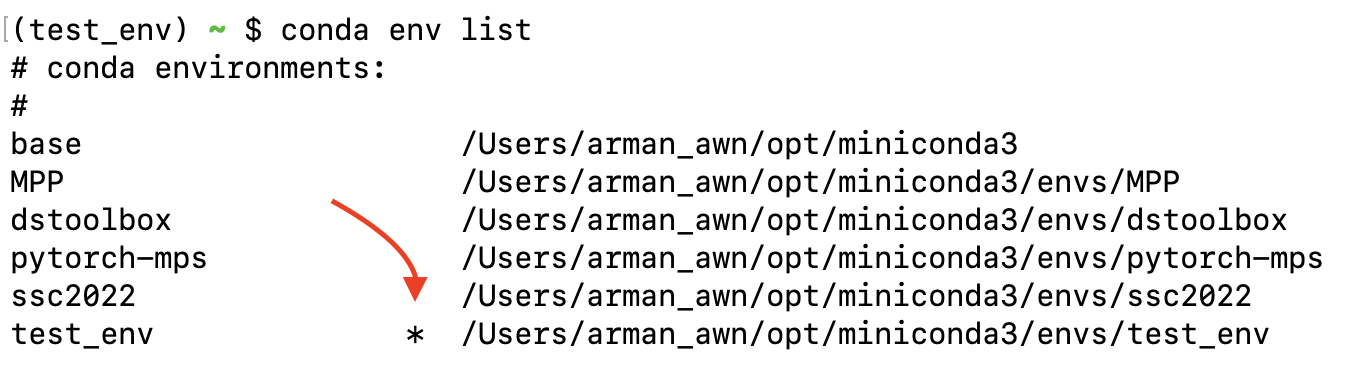 (test_env) ~ $ conda env list
# conda environments:
#
base                     /Users/arman_awn/opt/miniconda3
MPP                      /Users/arman_awn/opt/miniconda3/envs/MPP
dstoolbox                /Users/arman_awn/opt/miniconda3/envs/dstoolbox
pytorch-mps              /Users/arman_awn/opt/miniconda3/envs/pytorch-mps
ssc2022                  /Users/arman_awn/opt/miniconda3/envs/ssc2022
test_env              *  /Users/arman_awn/opt/miniconda3/envs/test_env